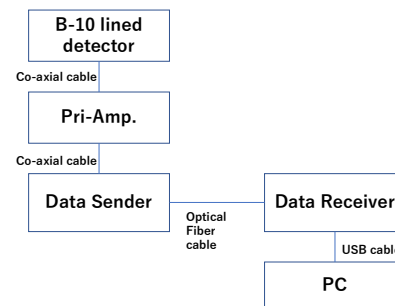 B-10 lined
detector
Co-axial cable
Pri-Amp.
Co-axial cable
Data Sender
Optical
Fiber
cable
Data Receiver
USB cable
PC